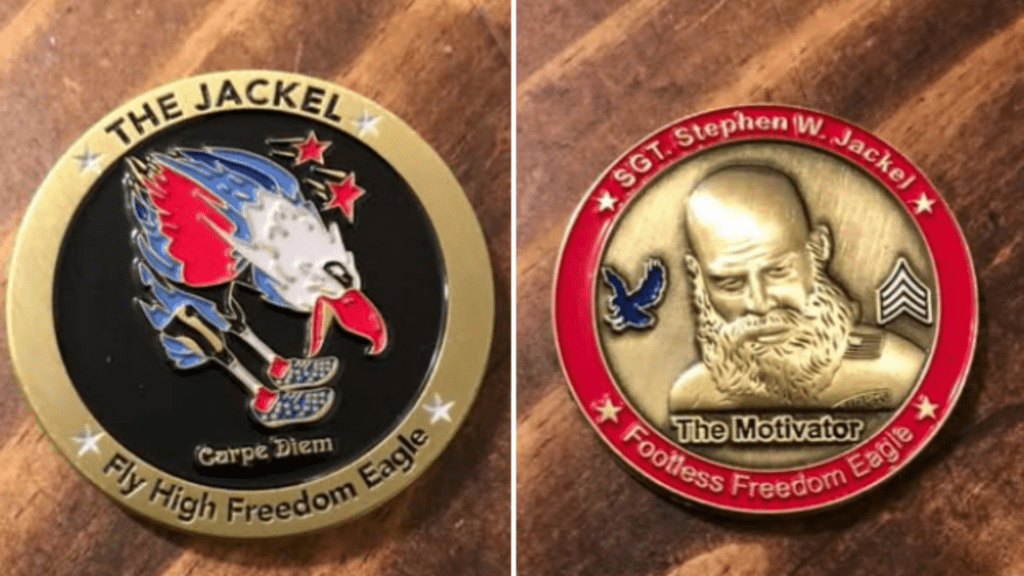 THE JACKEL
Carpe Diem
Fly High Freedom Eagle
SGT. Stephen W. Jackel
The Motivator
Footless Freedom Eagle